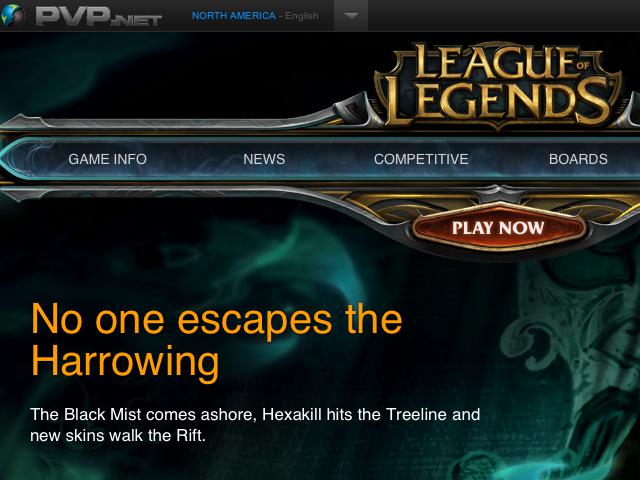 PVP.NET
NORTH AMERICA - English
LEAGUE OF
LEGENDS
GAME INFO
NEWS
COMPETITIVE
BOARDS
PLAY NOW
No one escapes the
Harrowing
The Black Mist comes ashore, Hexakill hits the Treeline and
new skins walk the Rift.